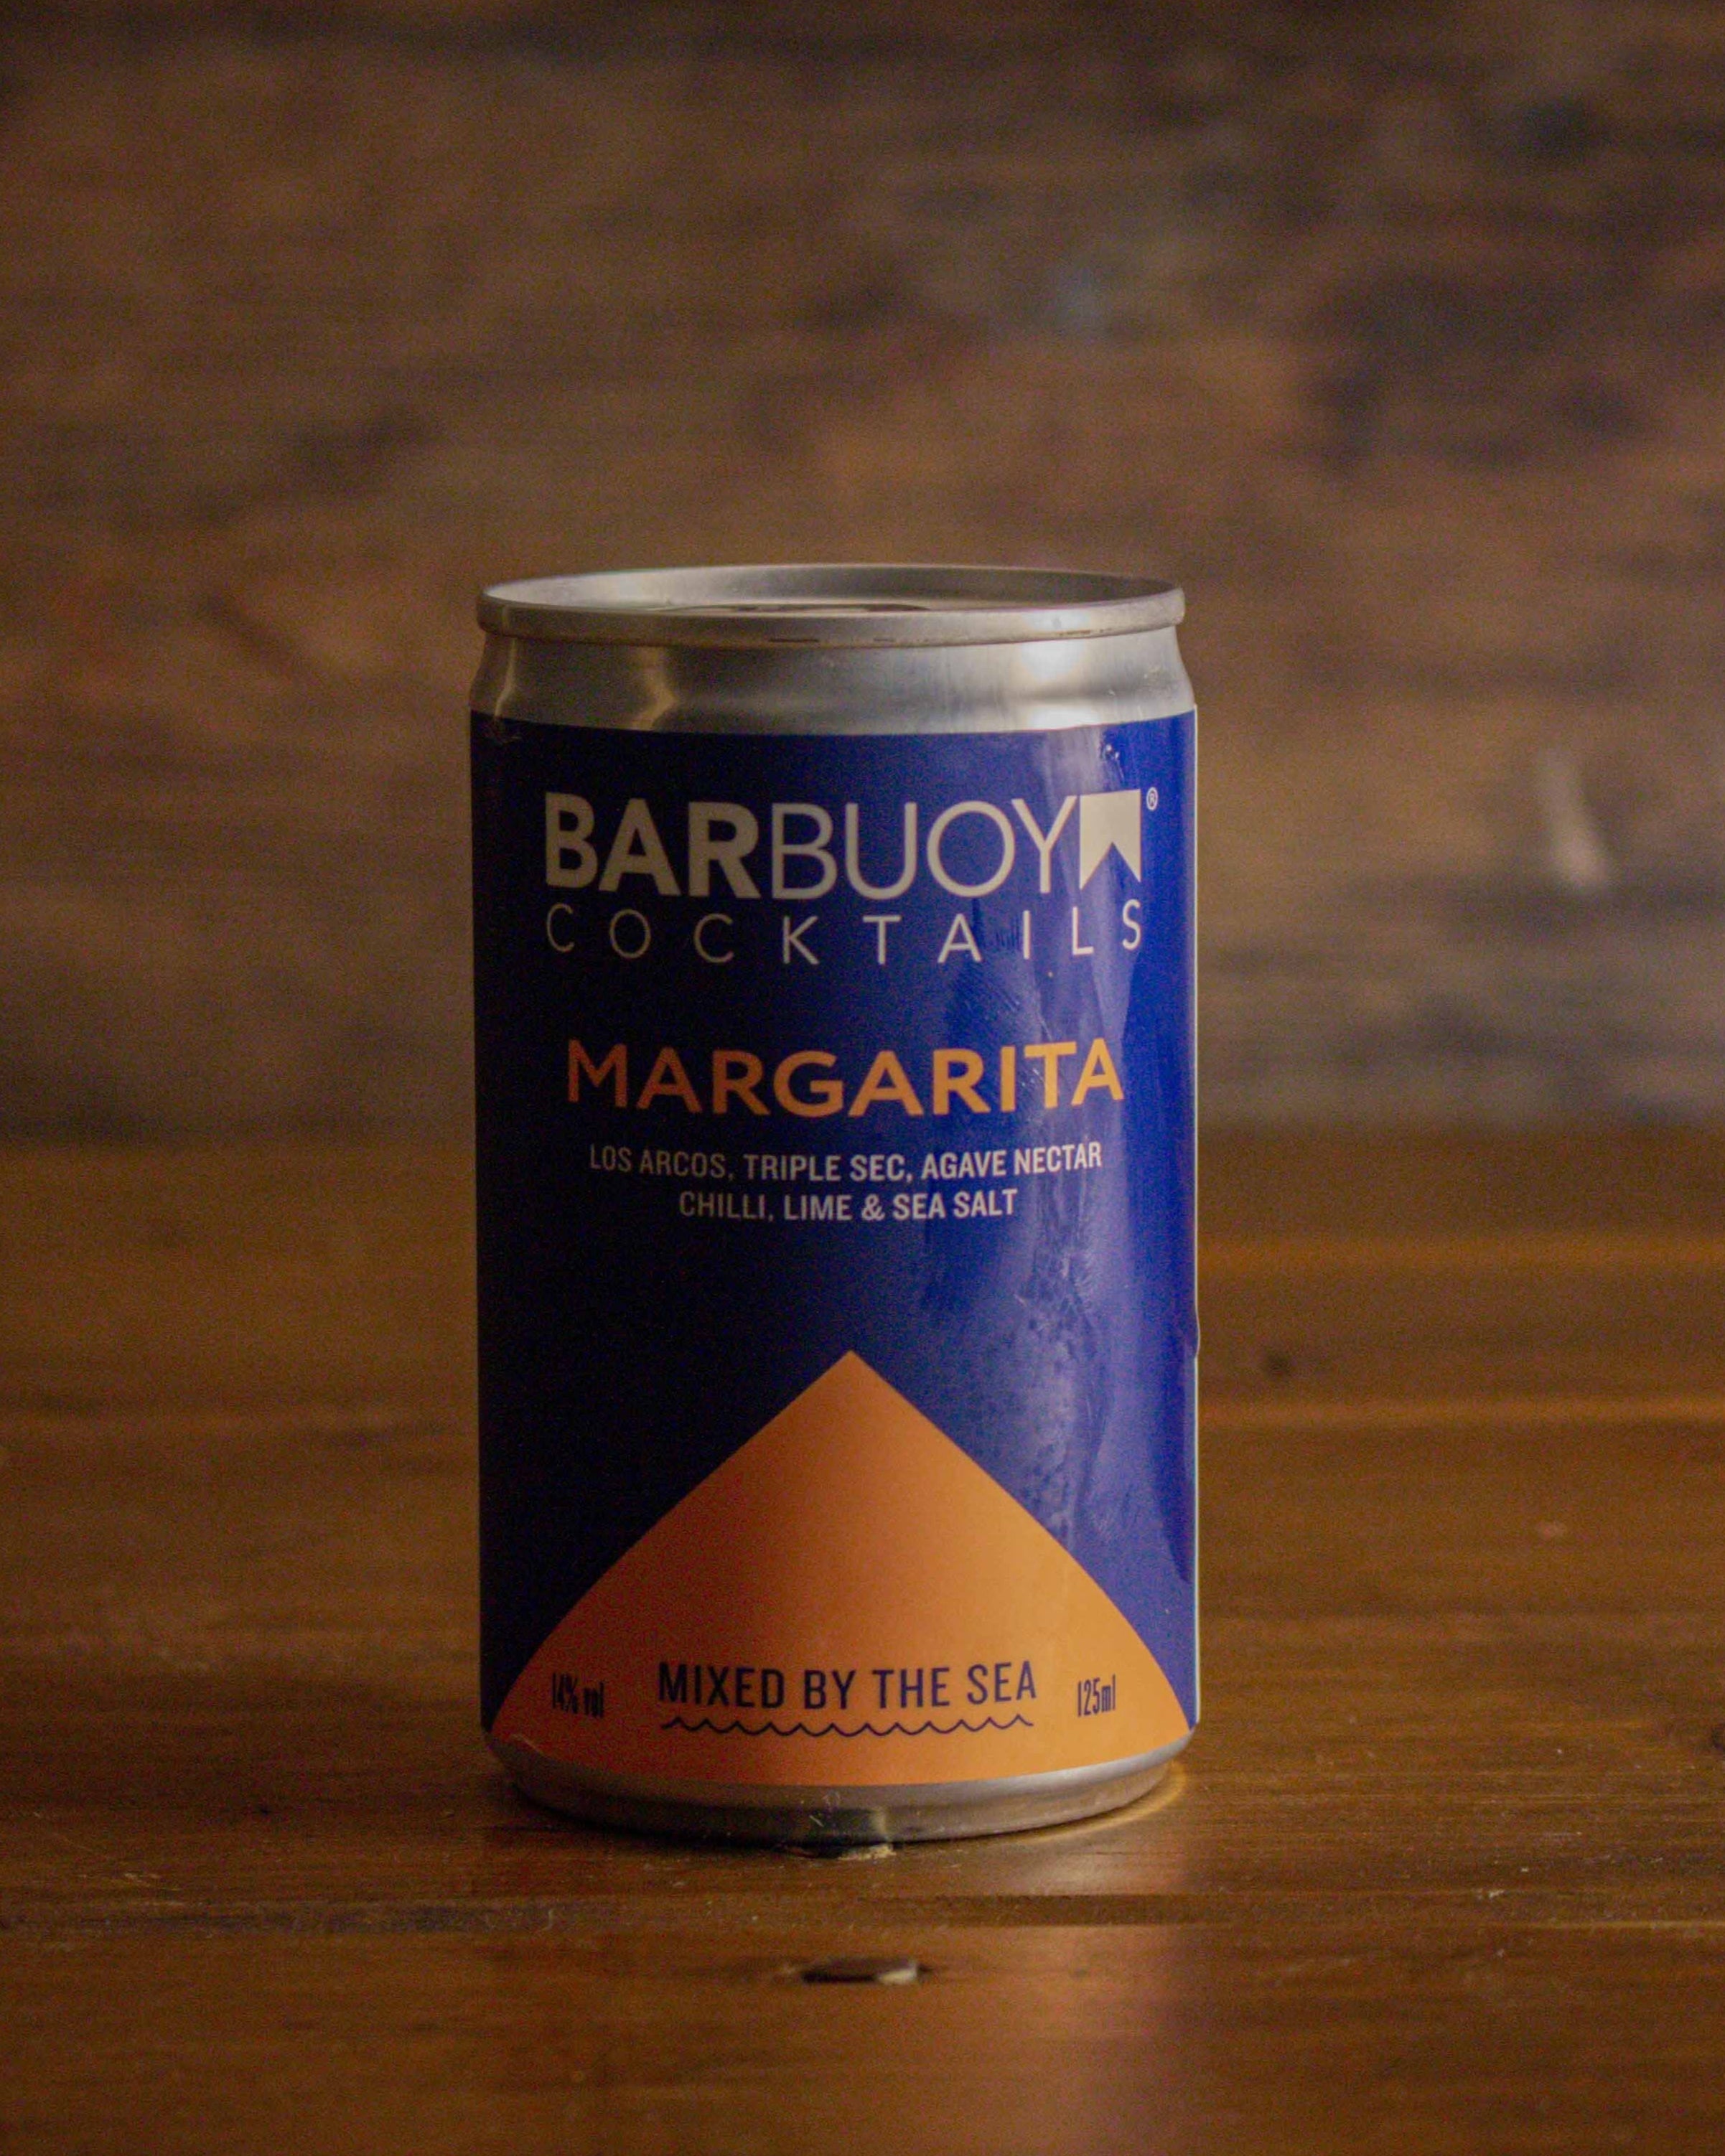 BARBUOY®
COCKTAILS
MARGARITA
LOS ARCOS, TRIPLE SEC, AGAVE NECTAR
CHILLI, LIME & SEA SALT
14% vol
MIXED BY THE SEA
125ml